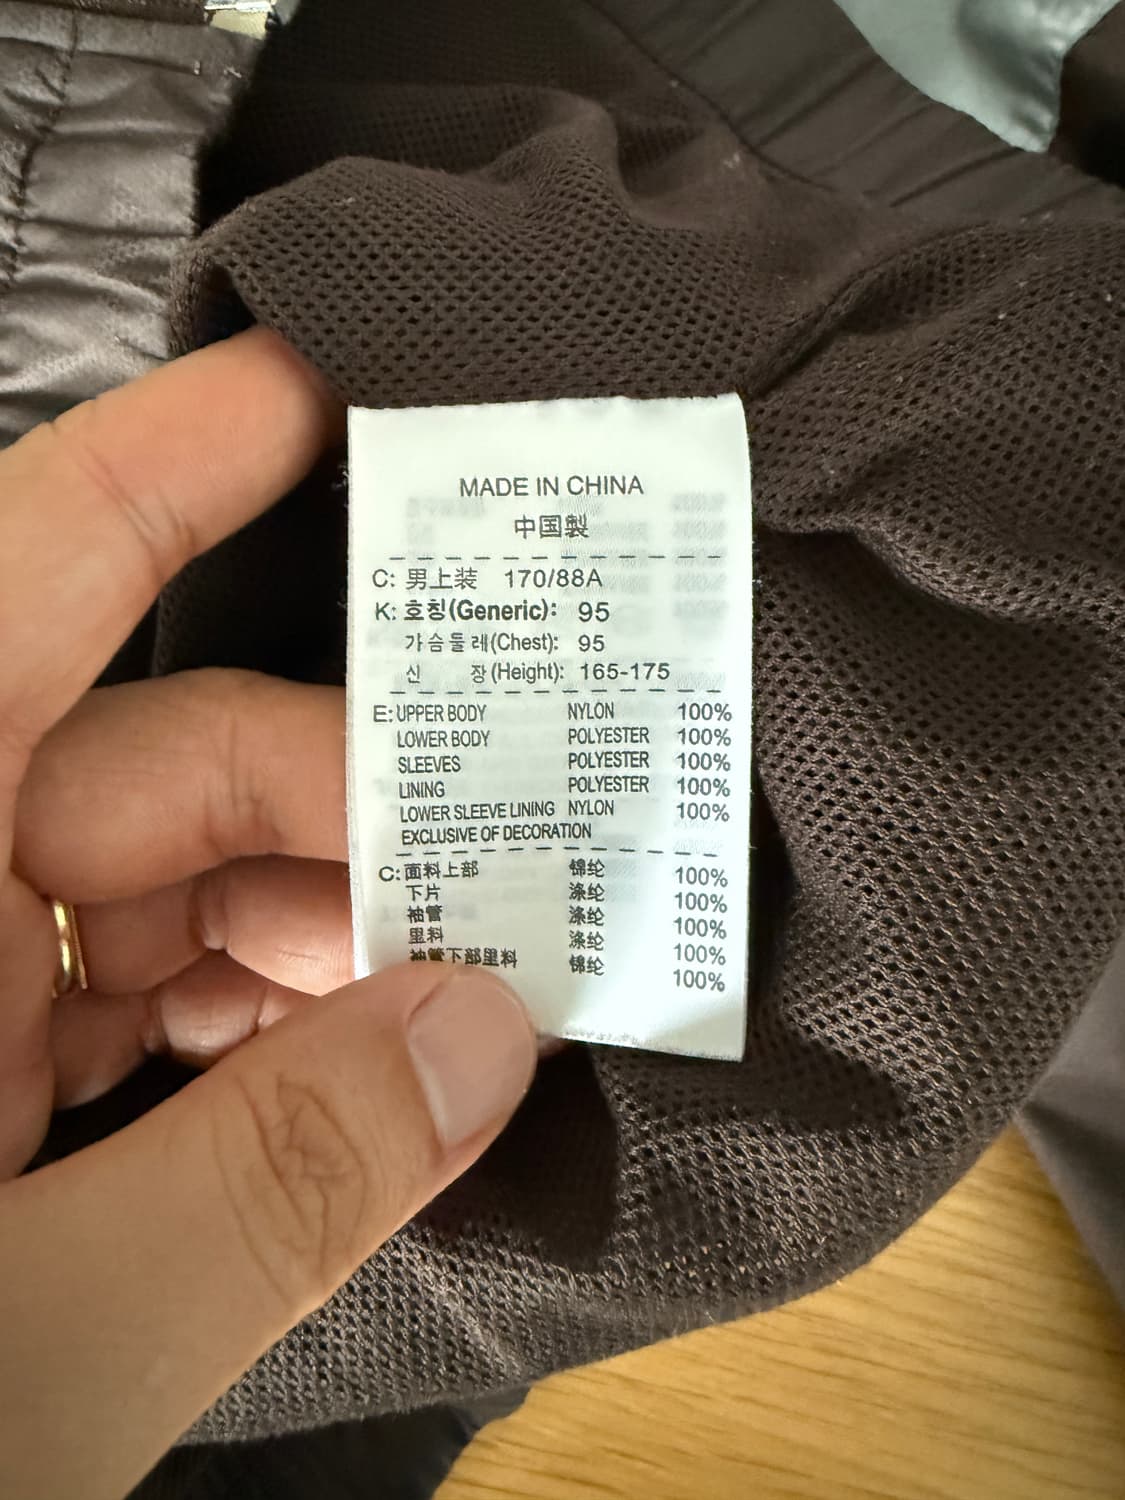 MADE IN CHINA
中国製
C: 男上装 170/88A
K: 호칭(Generic): 95
가슴둘레(Chest): 95
신 장(Height): 165-175
E: UPPER BODY NYLON 100%
LOWER BODY POLYESTER 100%
SLEEVES POLYESTER 100%
LINING POLYESTER 100%
LOWER SLEEVE LINING NYLON 100%
EXCLUSIVE OF DECORATION
C: 面料上部 锦纶 100%
下片 涤纶 100%
袖管 涤纶 100%
里料 涤纶 100%
袖管下部里料 锦纶 100%